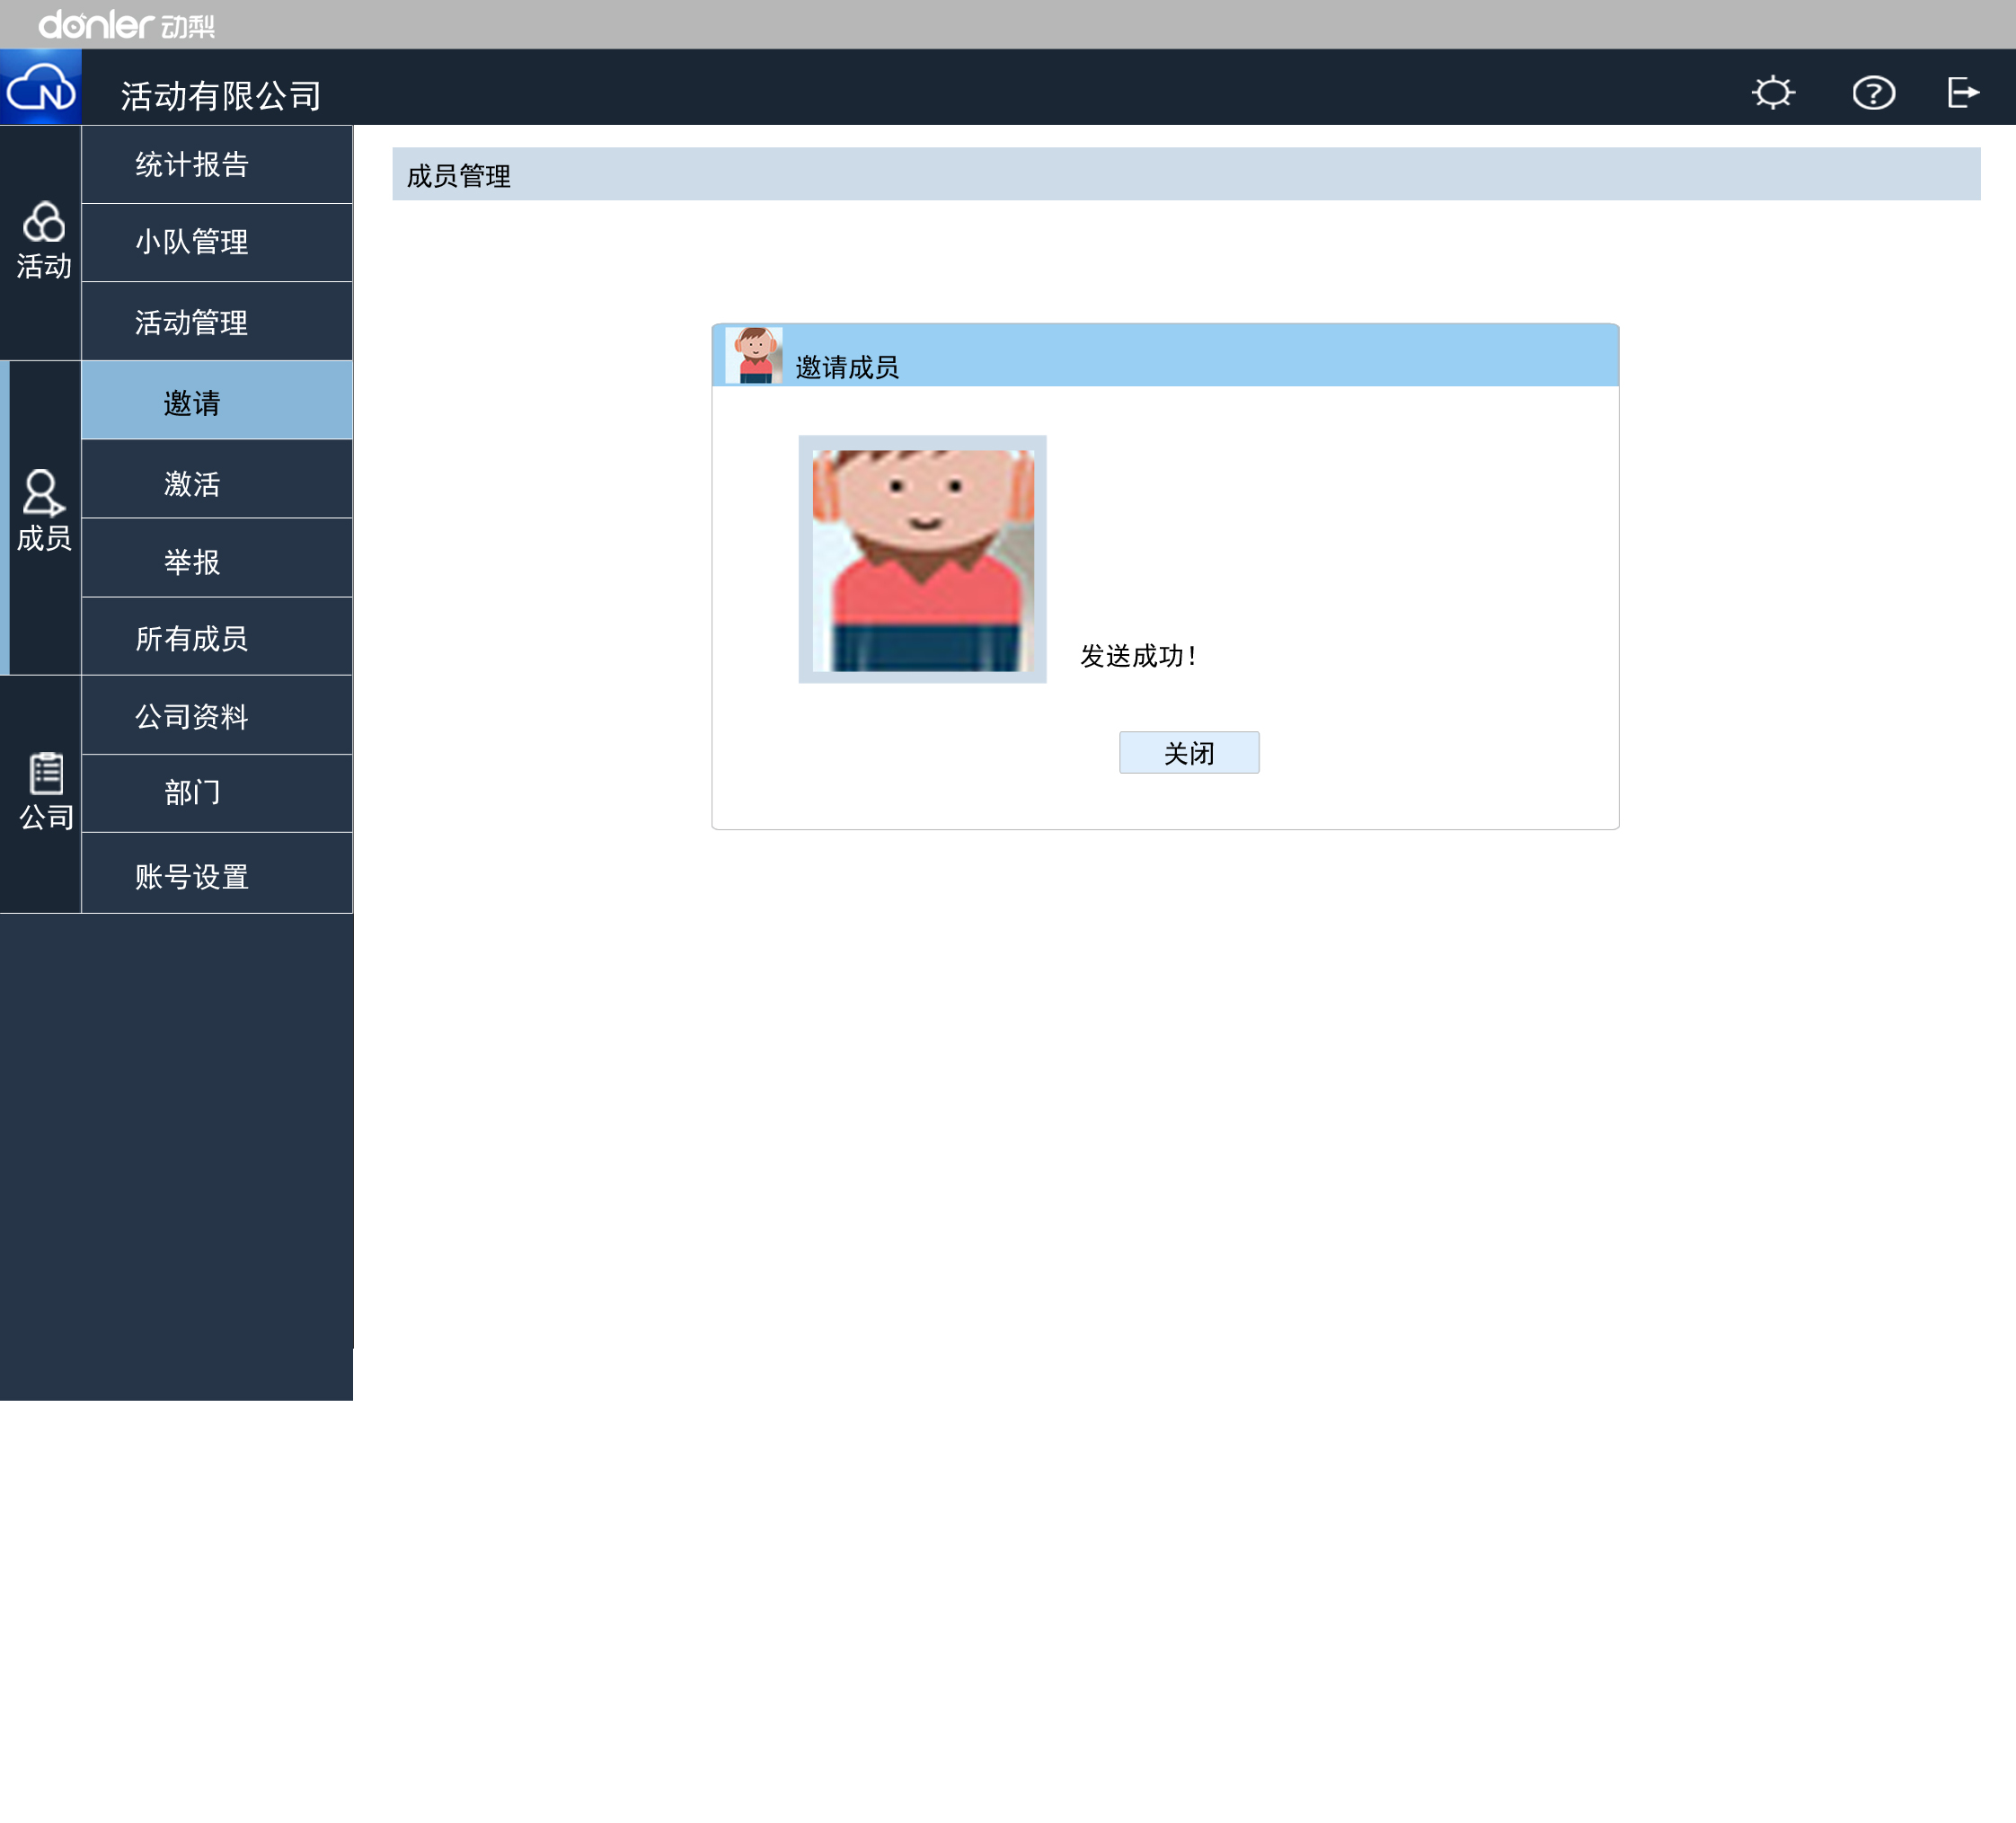 donler 动梨
N
活动有限公司
?
活动
统计报告
小队管理
活动管理
成员
邀请
激活
举报
所有成员
公司
公司资料
部门
账号设置
成员管理
邀请成员
发送成功！
关闭